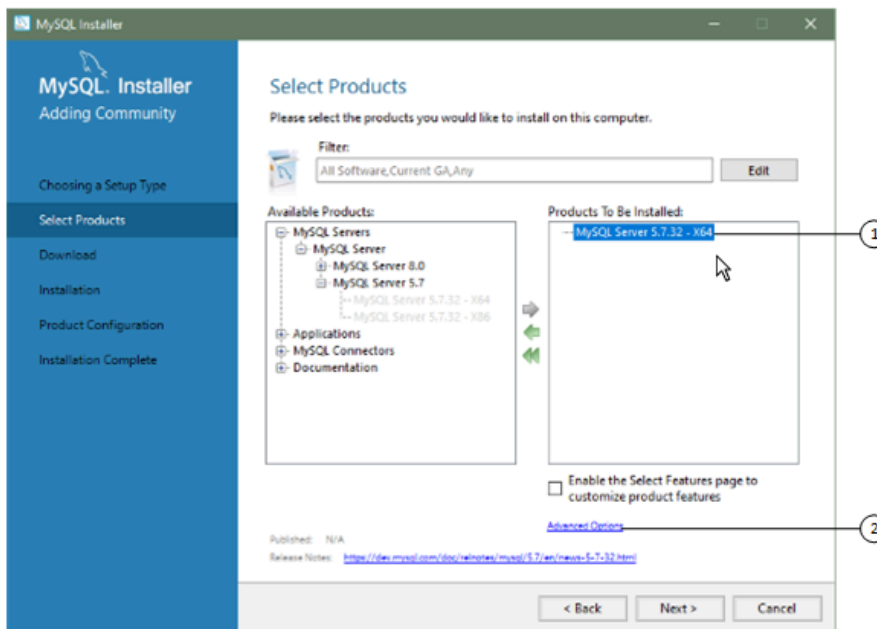 MySQL Installer
MySQL. Installer
Adding Community
Choosing a Setup Type
Select Products
Download
Installation
Product Configuration
Installation Complete
Select Products
Please select the products you would like to install on this computer.
Filter:
All Software,Current GA,Any
Edit
Available Products:
MySQL Servers
MySQL Server
MySQL Server 8.0
MySQL Server 5.7
MySQL Server 5.7.32 - X64
MySQL Server 5.7.32 - X86
Applications
MySQL Connectors
Documentation
Products To Be Installed:
MySQL Server 5.7.32 - X64
1
Enable the Select Features page to
customize product features
Advanced Options
2
Published: N/A
Release Notes: https://dev.mysql.com/doc/relnotes/mysql/5.7/en/news-5-7-32.html
< Back
Next >
Cancel